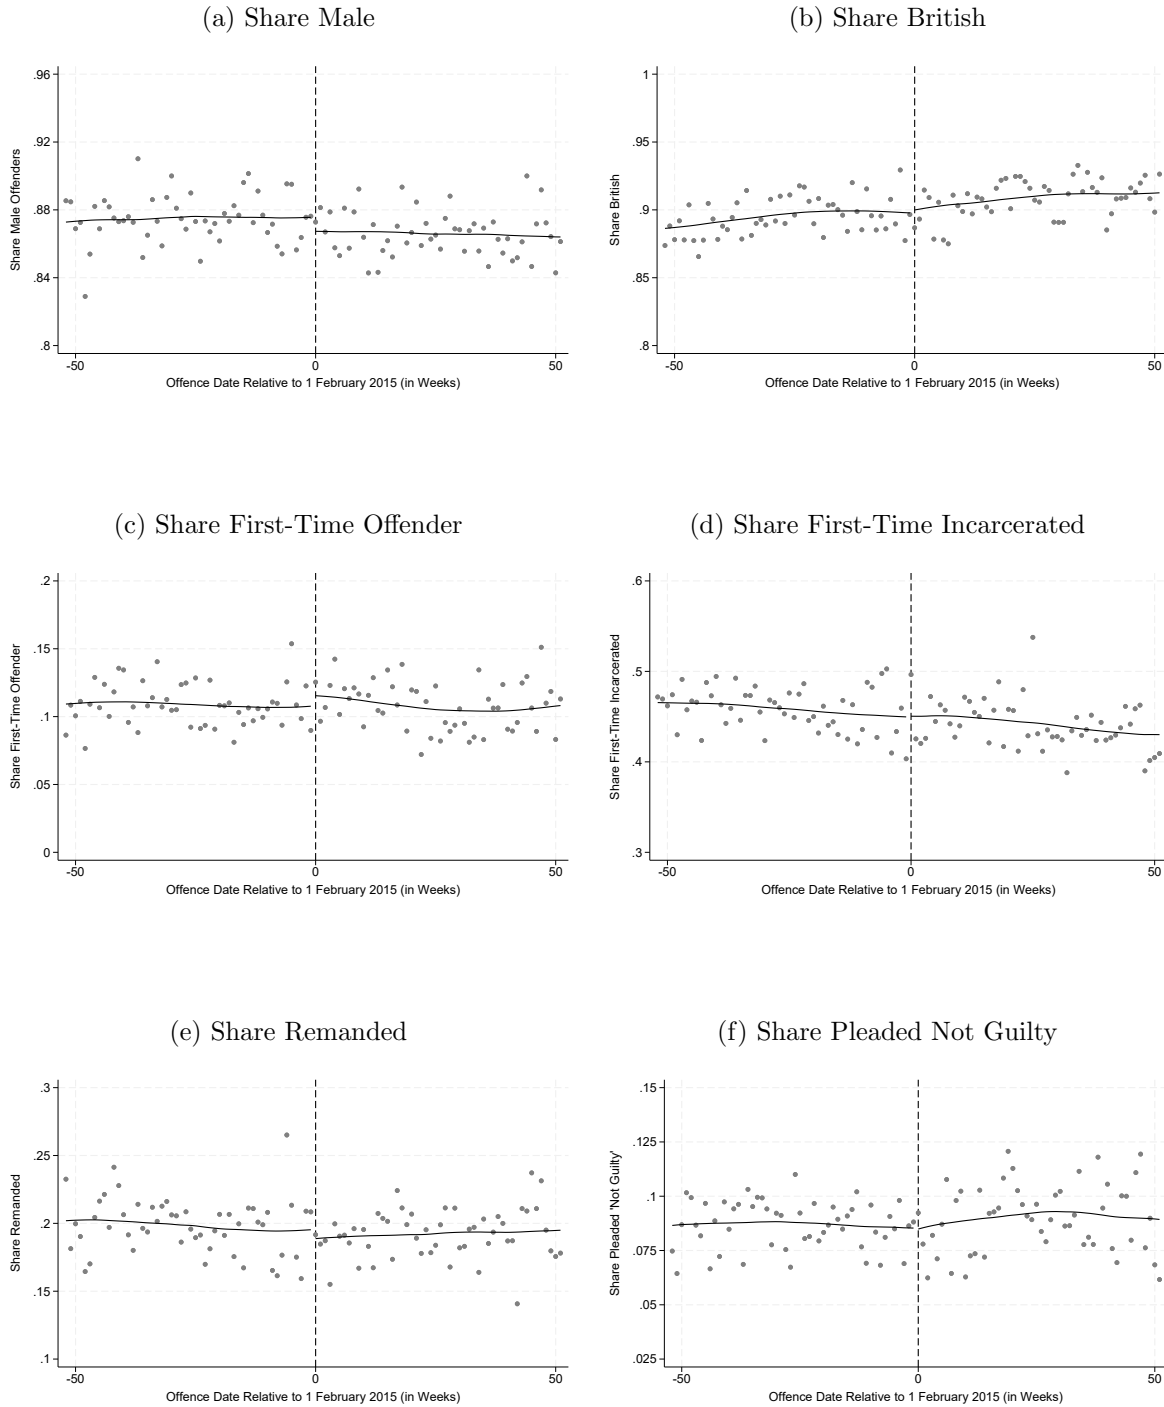 (a) Share Male
(b) Share British
.96
.92
.88
.84
.8
Share Male Offenders
-50
0
50
Offence Date Relative to 1 February 2015 (in Weeks)
1
.95
.9
.85
.8
Share British
-50
0
50
Offence Date Relative to 1 February 2015 (in Weeks)
(c) Share First-Time Offender
(d) Share First-Time Incarcerated
.2
.15
.1
.05
0
Share First-Time Offender
-50
0
50
Offence Date Relative to 1 February 2015 (in Weeks)
.6
.5
.4
.3
Share First-Time Incarcerated
-50
0
50
Offence Date Relative to 1 February 2015 (in Weeks)
(e) Share Remanded
(f) Share Pleaded Not Guilty
.3
.25
.2
.15
.1
Share Remanded
-50
0
50
Offence Date Relative to 1 February 2015 (in Weeks)
.15
.125
.1
.075
.05
.025
Share Pleaded 'Not Guilty'
-50
0
50
Offence Date Relative to 1 February 2015 (in Weeks)